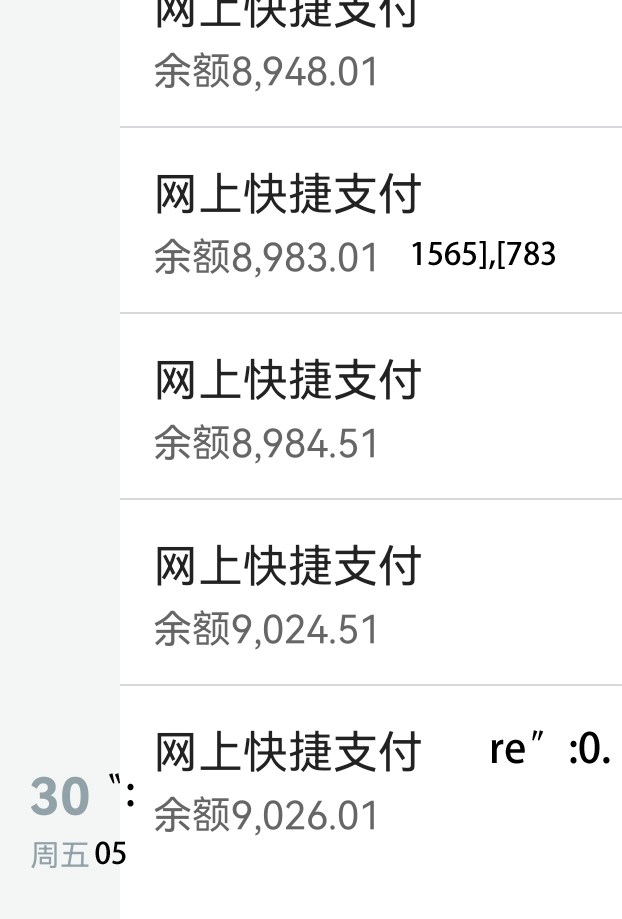 网上快捷支付
余额8,948.01
网上快捷支付
余额8,983.01 1565],[783
网上快捷支付
余额8,984.51
网上快捷支付
余额9,024.51
网上快捷支付 re":0.
30 ":
余额9,026.01
周五 05